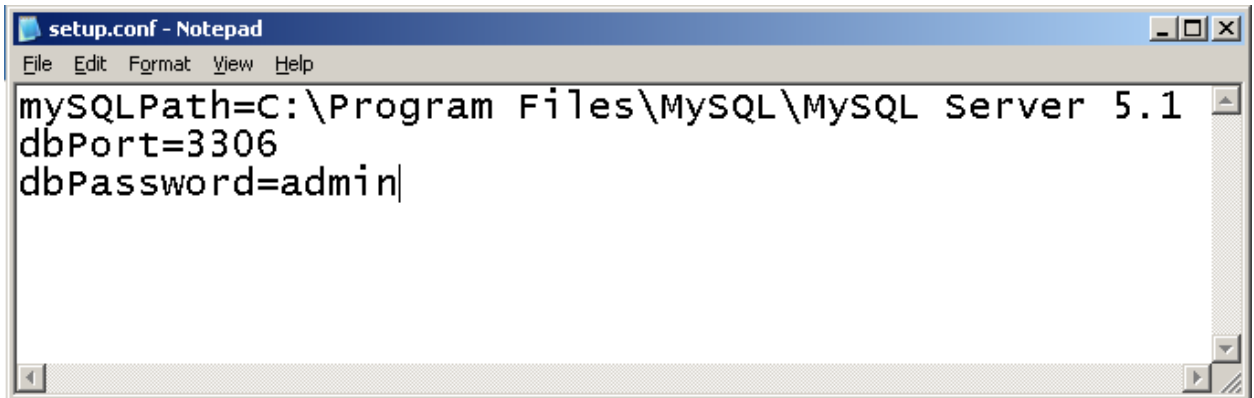 setup.conf - Notepad
File Edit Format View Help
mySQLPath=C:\Program Files\MySQL\MySQL Server 5.1
dbPort=3306
dbPassword=admin